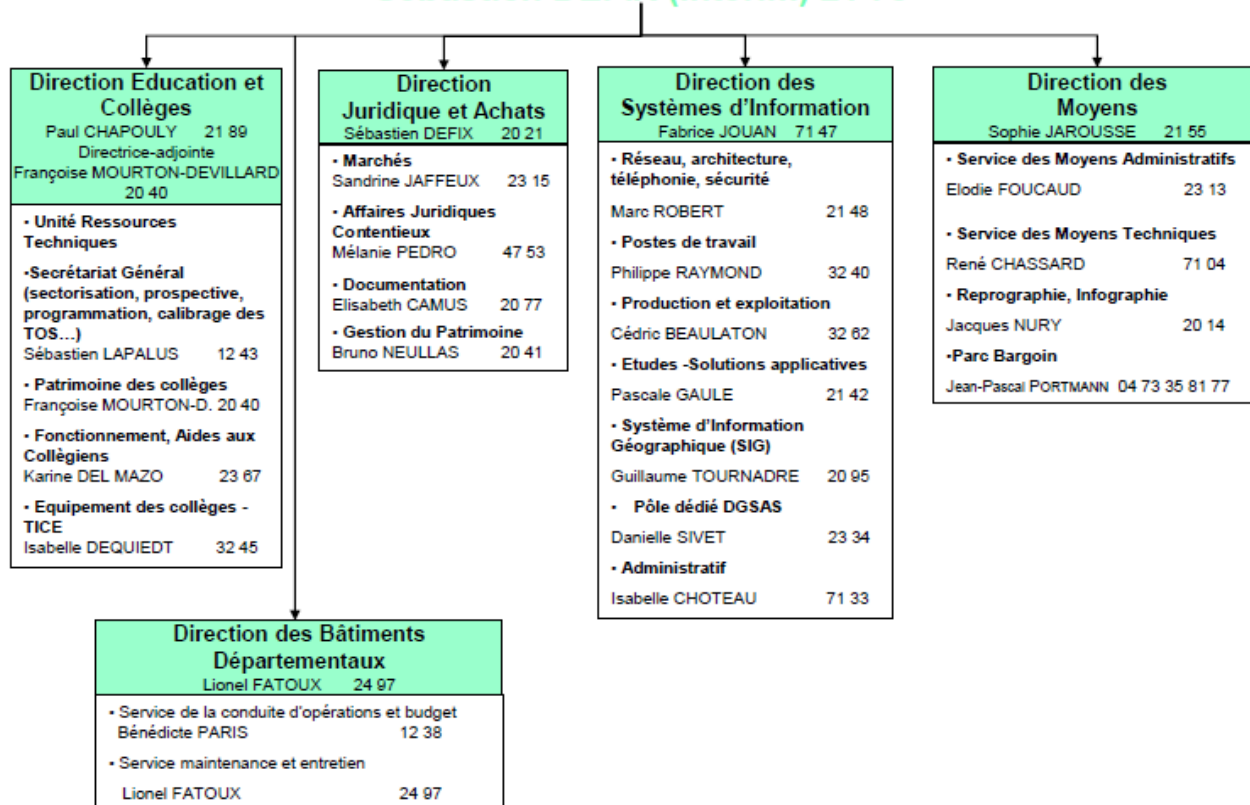 Direction Education et
Collèges
Paul CHAPOULY 21 89
Directrice-adjointe
Françoise MOURTON-DEVILLARD
20 40
• Unité Ressources
Techniques
•Secrétariat Général
(sectorisation, prospective,
programmation, calibrage des
TOS...)
Sébastien LAPALUS 12 43
• Patrimoine des collèges
Françoise MOURTON-D. 20 40
• Fonctionnement, Aides aux
Collègiens
Karine DEL MAZO 23 67
• Equipement des collèges -
TICE
Isabelle DEQUIEDT 32 45
Direction
Juridique et Achats
Sébastien DEFIX 20 21
• Marchés
Sandrine JAFFEUX 23 15
• Affaires Juridiques
Contentieux
Mélanie PEDRO 47 53
• Documentation
Elisabeth CAMUS 20 77
• Gestion du Patrimoine
Bruno NEULLAS 20 41
Direction des
Systèmes d'Information
Fabrice JOUAN 71 47
• Réseau, architecture,
téléphonie, sécurité
Marc ROBERT 21 48
• Postes de travail
Philippe RAYMOND 32 40
• Production et exploitation
Cédric BEAULATON 32 62
• Etudes -Solutions applicatives
Pascale GAULE 21 42
• Système d'Information
Géographique (SIG)
Guillaume TOURNADRE 20 95
• Pôle dédié DGSAS
Danielle SIVET 23 34
• Administratif
Isabelle CHOTEAU 71 33
Direction des
Moyens
Sophie JAROUSSE 21 55
• Service des Moyens Administratifs
Elodie FOUCAUD 23 13
• Service des Moyens Techniques
René CHASSARD 71 04
• Reprographie, Infographie
Jacques NURY 20 14
•Parc Bargoin
Jean-Pascal PORTMANN 04 73 35 81 77
Direction des Bâtiments
Départementaux
Lionel FATOUX 24 97
• Service de la conduite d'opérations et budget
Bénédicte PARIS 12 38
• Service maintenance et entretien
Lionel FATOUX 24 97